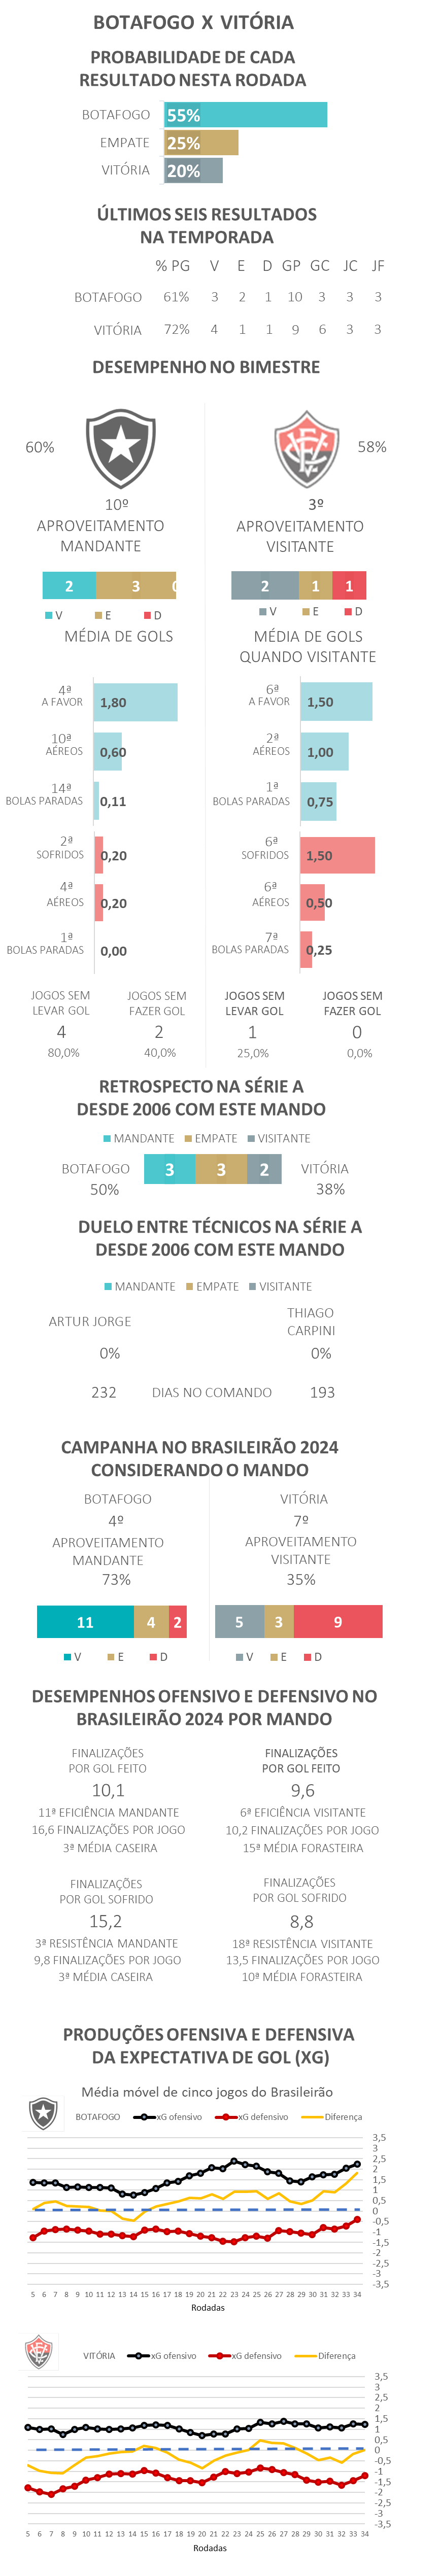 BOTAFOGO X VITÓRIA
PROBABILIDADE DE CADA
RESULTADO NESTA RODADA
BOTAFOGO 55%
EMPATE 25%
VITÓRIA 20%
ÚLTIMOS SEIS RESULTADOS
NA TEMPORADA
% PG V E D GP GC JC JF
BOTAFOGO 61% 3 2 1 10 3 3 3
VITÓRIA 72% 4 1 1 9 6 3 3
DESEMPENHO NO BIMESTRE
60%
10º
APROVEITAMENTO
MANDANTE
2 3 0
V E D
MÉDIA DE GOLS
4ª
A FAVOR 1,80
10ª
AÉREOS 0,60
14ª
BOLAS PARADAS 0,11
2ª
SOFRIDOS 0,20
4ª
AÉREOS 0,20
1ª
BOLAS PARADAS 0,00
JOGOS SEM
LEVAR GOL
4
80,0%
JOGOS SEM
FAZER GOL
2
40,0%
58%
3º
APROVEITAMENTO
VISITANTE
2 1 1
V E D
MÉDIA DE GOLS
QUANDO VISITANTE
6ª
A FAVOR 1,50
2ª
AÉREOS 1,00
1ª
BOLAS PARADAS 0,75
6ª
SOFRIDOS 1,50
6ª
AÉREOS 0,50
7ª
BOLAS PARADAS 0,25
JOGOS SEM
LEVAR GOL
1
25,0%
JOGOS SEM
FAZER GOL
0
0,0%
RETROSPECTO NA SÉRIE A
DESDE 2006 COM ESTE MANDO
MANDANTE EMPATE VISITANTE
BOTAFOGO 3 3 2 VITÓRIA
50% 38%
DUELO ENTRE TÉCNICOS NA SÉRIE A
DESDE 2006 COM ESTE MANDO
MANDANTE EMPATE VISITANTE
ARTUR JORGE
THIAGO
CARPINI
0% 0%
232 DIAS NO COMANDO 193
CAMPANHA NO BRASILEIRÃO 2024
CONSIDERANDO O MANDO
BOTAFOGO
4º
APROVEITAMENTO
MANDANTE
73%
11 4 2
V E D
VITÓRIA
7º
APROVEITAMENTO
VISITANTE
35%
5 3 9
V E D
DESEMPENHOS OFENSIVO E DEFENSIVO NO
BRASILEIRÃO 2024 POR MANDO
FINALIZAÇÕES
POR GOL FEITO
10,1
11ª EFICIÊNCIA MANDANTE
16,6 FINALIZAÇÕES POR JOGO
3ª MÉDIA CASEIRA
FINALIZAÇÕES
POR GOL FEITO
9,6
6ª EFICIÊNCIA VISITANTE
10,2 FINALIZAÇÕES POR JOGO
15ª MÉDIA FORASTEIRA
FINALIZAÇÕES
POR GOL SOFRIDO
15,2
3ª RESISTÊNCIA MANDANTE
9,8 FINALIZAÇÕES POR JOGO
3ª MÉDIA CASEIRA
FINALIZAÇÕES
POR GOL SOFRIDO
8,8
18ª RESISTÊNCIA VISITANTE
13,5 FINALIZAÇÕES POR JOGO
10ª MÉDIA FORASTEIRA
PRODUÇÕES OFENSIVA E DEFENSIVA
DA EXPECTATIVA DE GOL (XG)
Média móvel de cinco jogos do Brasileirão
BOTAFOGO xG ofensivo xG defensivo Diferença
3,5
3
2,5
2
1,5
1
0,5
0
-0,5
-1
-1,5
-2
-2,5
-3
-3,5
5 6 7 8 9 10 11 12 13 14 15 16 17 18 19 20 21 22 23 24 25 26 27 28 29 30 31 32 33 34
Rodadas
VITÓRIA xG ofensivo xG defensivo Diferença
3,5
3
2,5
2
1,5
1
0,5
0
-0,5
-1
-1,5
-2
-2,5
-3
-3,5
5 6 7 8 9 10 11 12 13 14 15 16 17 18 19 20 21 22 23 24 25 26 27 28 29 30 31 32 33 34
Rodadas